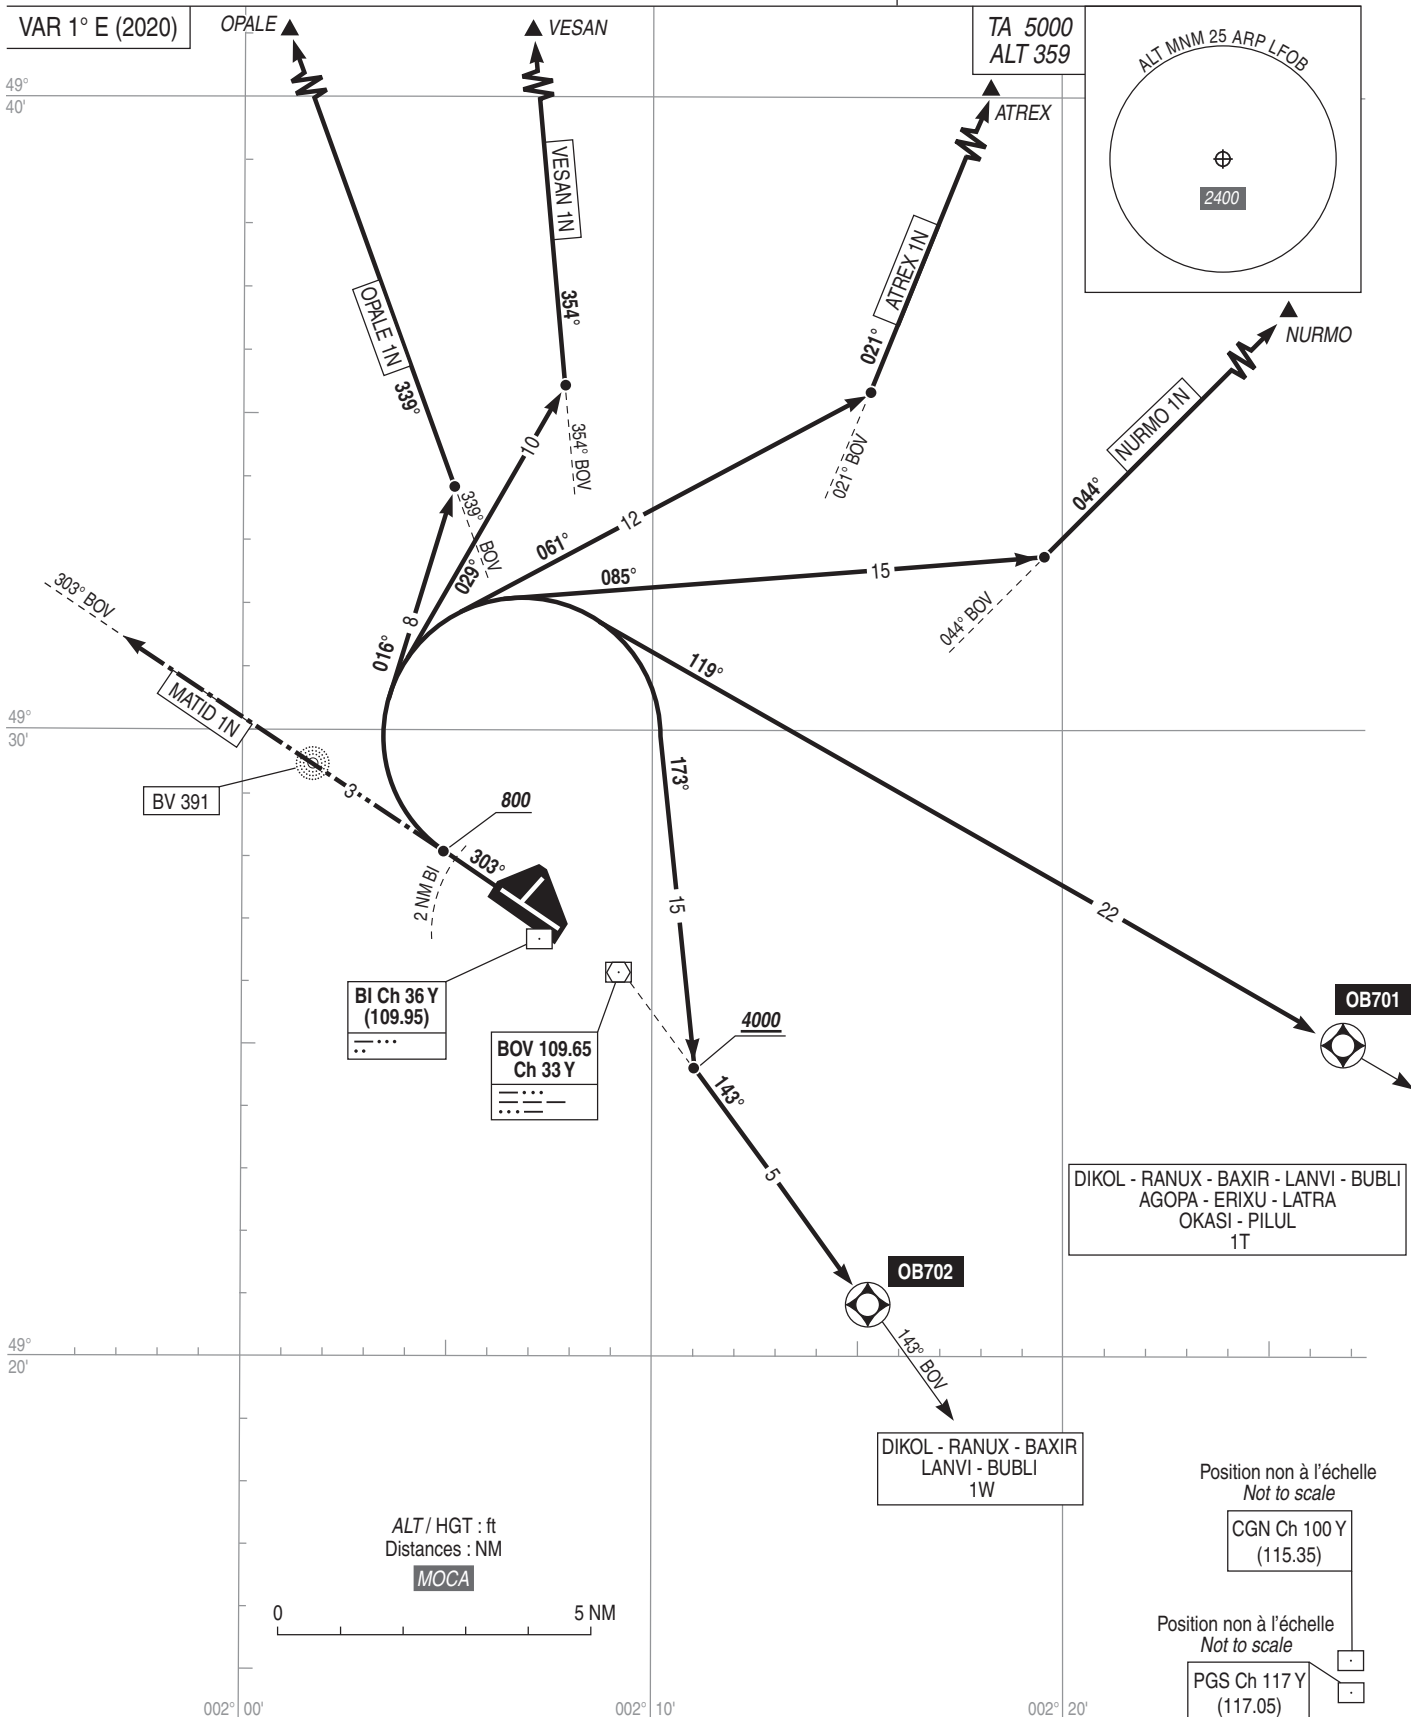 VAR 1° E (2020)
OPALE
VESAN
TA 5000
ALT 359
ALT MNM 25 ARP LFOB
2400
49°
40'
ATREX
VESAN 1N
ATREX 1N
OPALE 1N
354°
021°
NURMO
339°
NURMO 1N
10
354° BOV
021° BOV
044°
339° BOV
12
061°
029°
085°
15
303° BOV
8
016°
044° BOV
119°
MATID 1N
49°
30'
173°
BV 391
3
800
303°
2 NM BI
15
22
BI Ch 36 Y
(109.95)
BOV 109.65
Ch 33 Y
4000
OB701
143°
5
DIKOL - RANUX - BAXIR - LANVI - BUBLI
AGOPA - ERIXU - LATRA
OKASI - PILUL
1T
OB702
49°
20'
143° BOV
DIKOL - RANUX - BAXIR
LANVI - BUBLI
1W
Position non à l'échelle
Not to scale
CGN Ch 100 Y
(115.35)
ALT / HGT : ft
Distances : NM
MOCA
0
5 NM
Position non à l'échelle
Not to scale
PGS Ch 117 Y
(117.05)
002° 00'
002° 10'
002° 20'